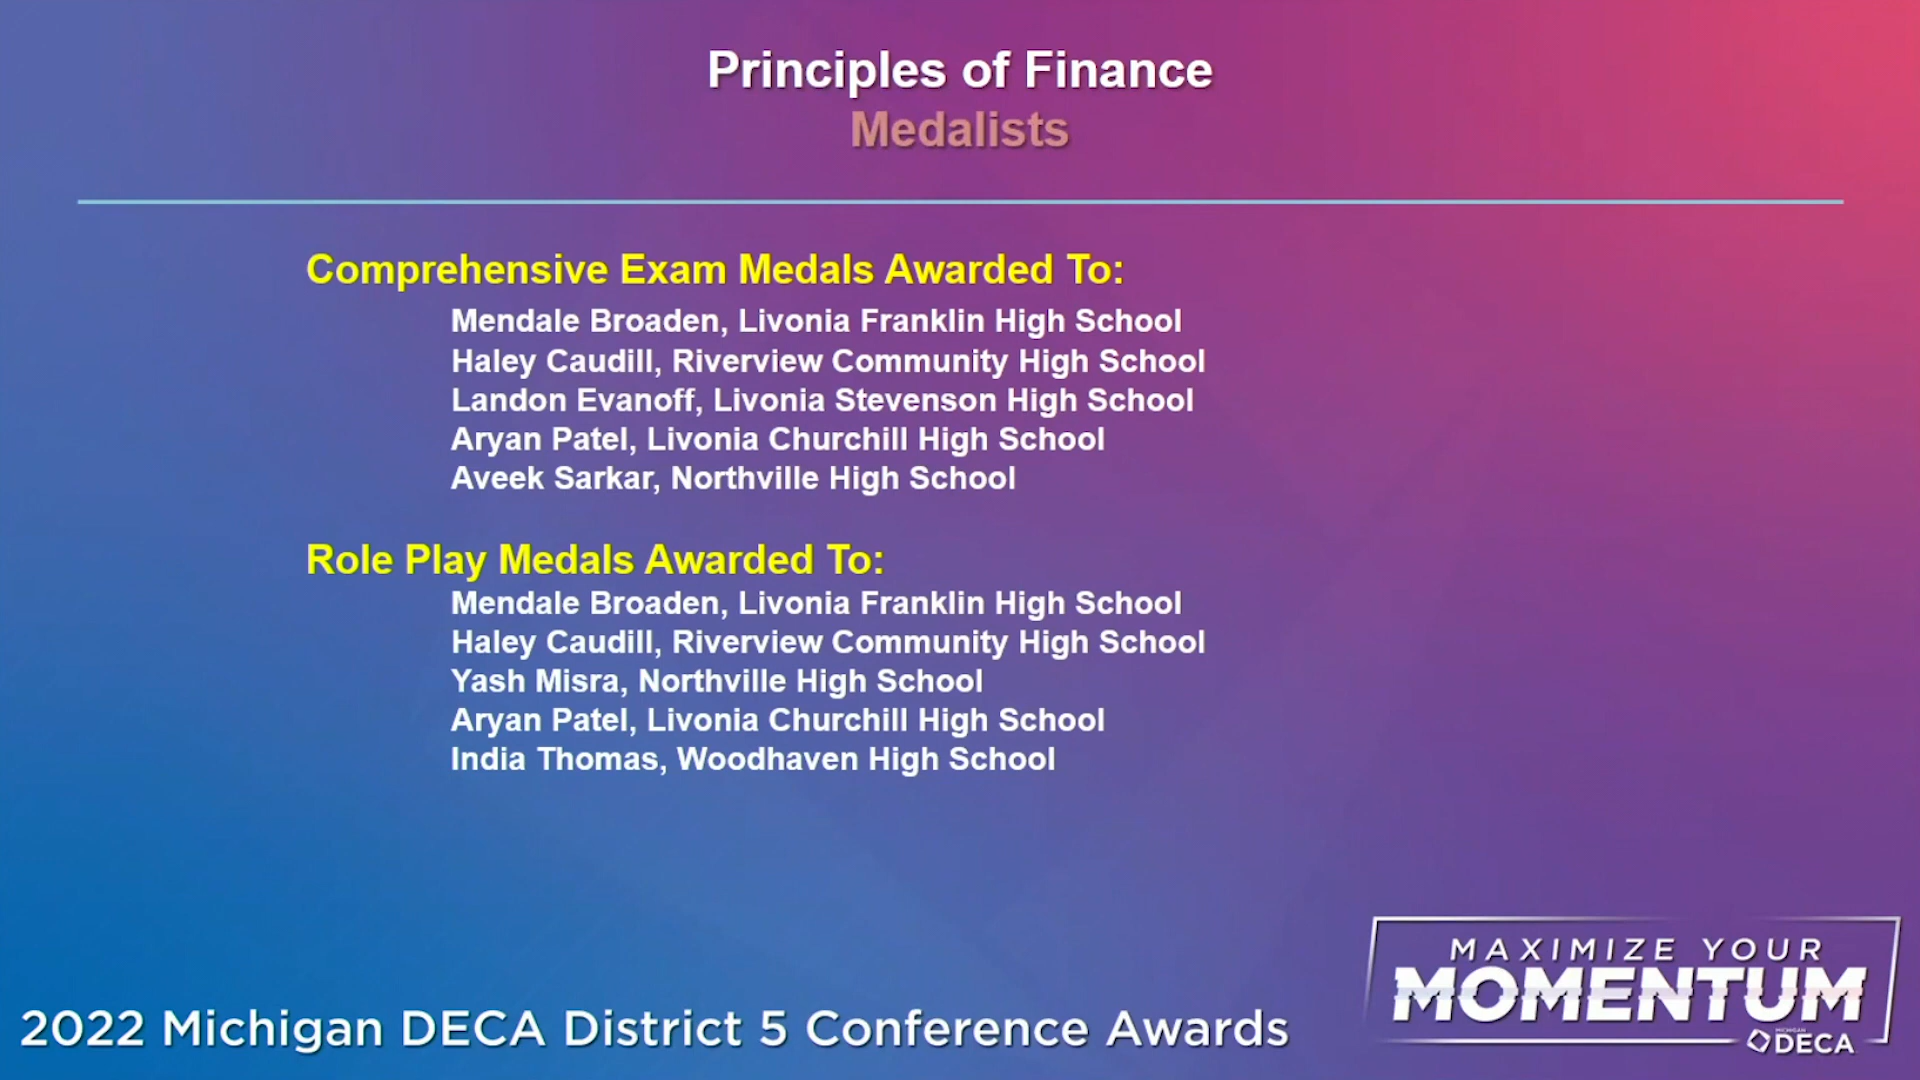 Principles of Finance
Medalists
Comprehensive Exam Medals Awarded To:
Mendale Broaden, Livonia Franklin High School
Haley Caudill, Riverview Community High School
Landon Evanoff, Livonia Stevenson High School
Aryan Patel, Livonia Churchill High School
Aveek Sarkar, Northville High School
Role Play Medals Awarded To:
Mendale Broaden, Livonia Franklin High School
Haley Caudill, Riverview Community High School
Yash Misra, Northville High School
Aryan Patel, Livonia Churchill High School
India Thomas, Woodhaven High School
2022 Michigan DECA District 5 Conference Awards
MAXIMIZE YOUR
MOMENTUM
MICHIGAN
DECA